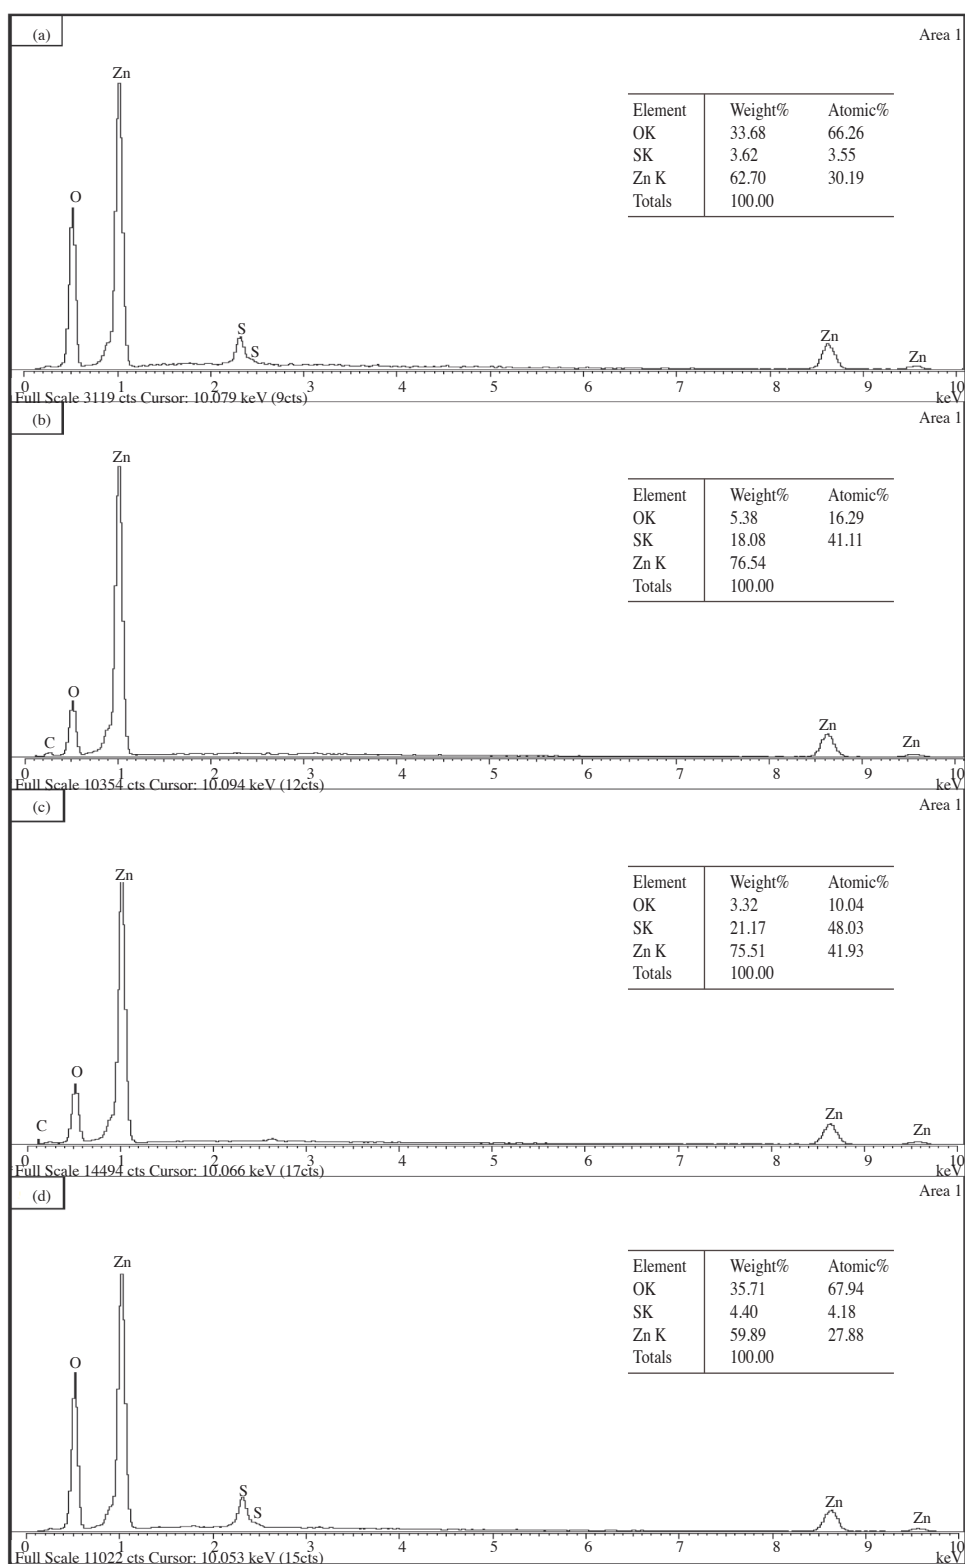 (a)
Area 1
Zn
O
S
S
Zn
Zn
Element Weight% Atomic%
OK 33.68 66.26
SK 3.62 3.55
Zn K 62.70 30.19
Totals 100.00
0 1 2 3 4 5 6 7 8 9 10
Full Scale 3119 cts Cursor: 10.079 keV (9cts) keV
(b)
Area 1
Zn
O
C
Zn
Zn
Element Weight% Atomic%
OK 5.38 16.29
SK 18.08 41.11
Zn K 76.54
Totals 100.00
0 1 2 3 4 5 6 7 8 9 10
Full Scale 10354 cts Cursor: 10.094 keV (12cts) keV
(c)
Area 1
Zn
O
C
Zn
Zn
Element Weight% Atomic%
OK 3.32 10.04
SK 21.17 48.03
Zn K 75.51 41.93
Totals 100.00
0 1 2 3 4 5 6 7 8 9 10
Full Scale 14494 cts Cursor: 10.066 keV (17cts) keV
(d)
Area 1
Zn
O
S
S
Zn
Zn
Element Weight% Atomic%
OK 35.71 67.94
SK 4.40 4.18
Zn K 59.89 27.88
Totals 100.00
0 1 2 3 4 5 6 7 8 9 10
Full Scale 11022 cts Cursor: 10.053 keV (15cts) keV